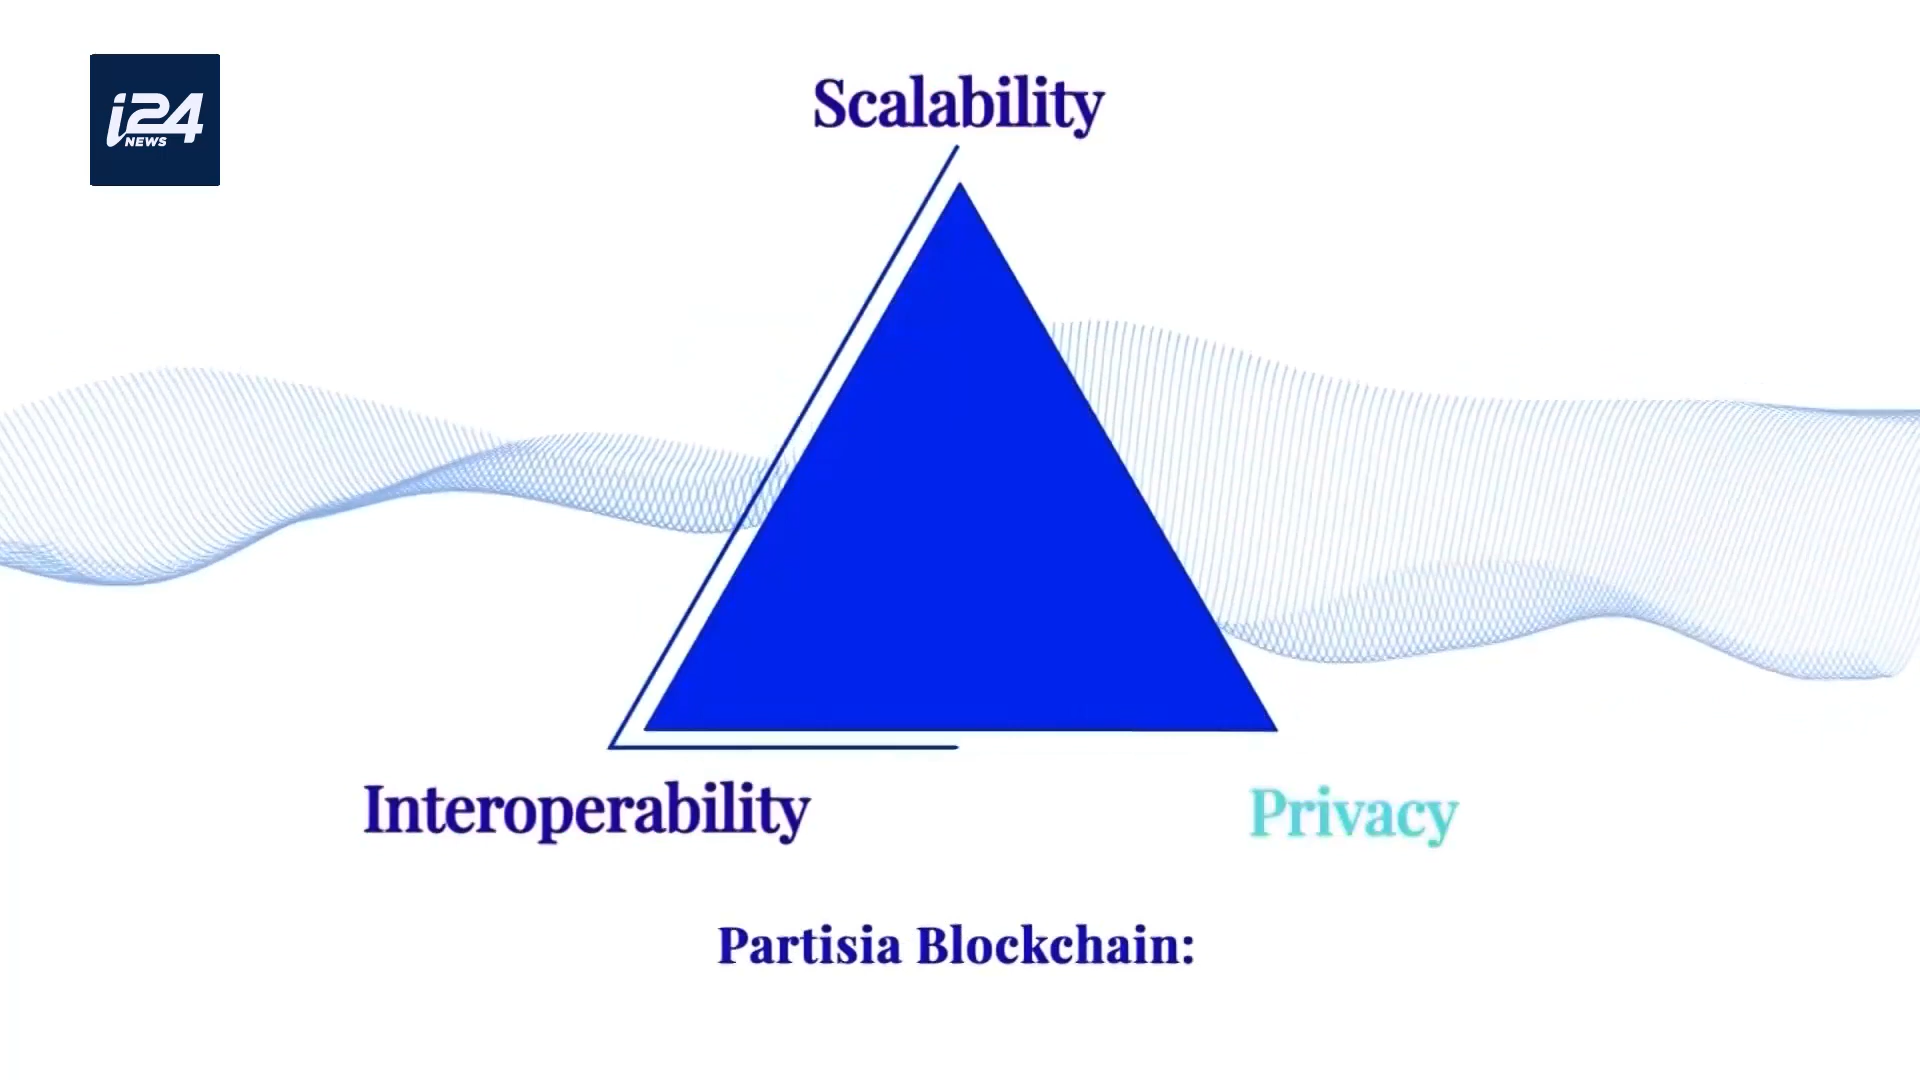 i24
NEWS
Scalability
Interoperability
Privacy
Partisia Blockchain: